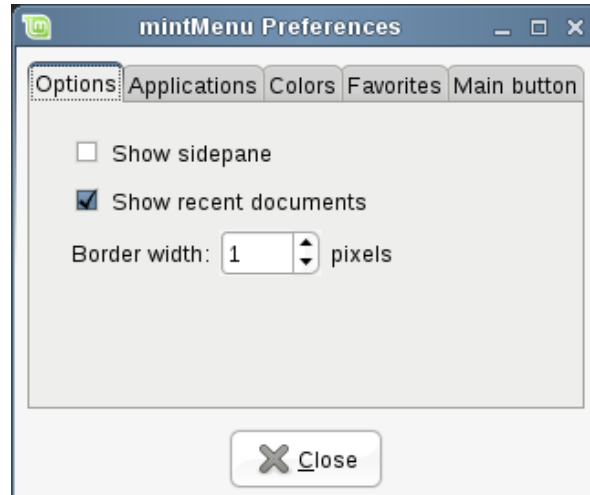 mintMenu Preferences
Options Applications Colors Favorites Main button
Show sidepane
Show recent documents
Border width: 1 pixels
Close